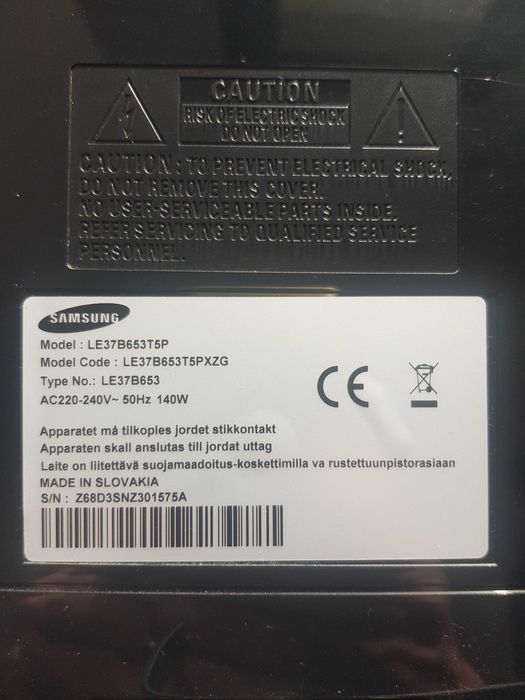 CAUTION
RISK OF ELECTRIC SHOCK
DO NOT OPEN
CAUTION : TO PREVENT ELECTRICAL SHOCK,
DO NOT REMOVE THIS COVER.
NO USER-SERVICEABLE PARTS INSIDE.
REFER SERVICING TO QUALIFIED SERVICE
PERSONNEL.
SAMSUNG
Model : LE37B653T5P
Model Code : LE37B653T5PXZG
Type No.: LE37B653
AC220-240V~ 50Hz 140W
CE
Apparatet må tilkoples jordet stikkontakt
Apparaten skall anslutas till jordat uttag
Laite on liitettävä suojamaadoitus-koskettimilla va rustettuunpistorasiaan
MADE IN SLOVAKIA
S/N : Z68D3SNZ301575A